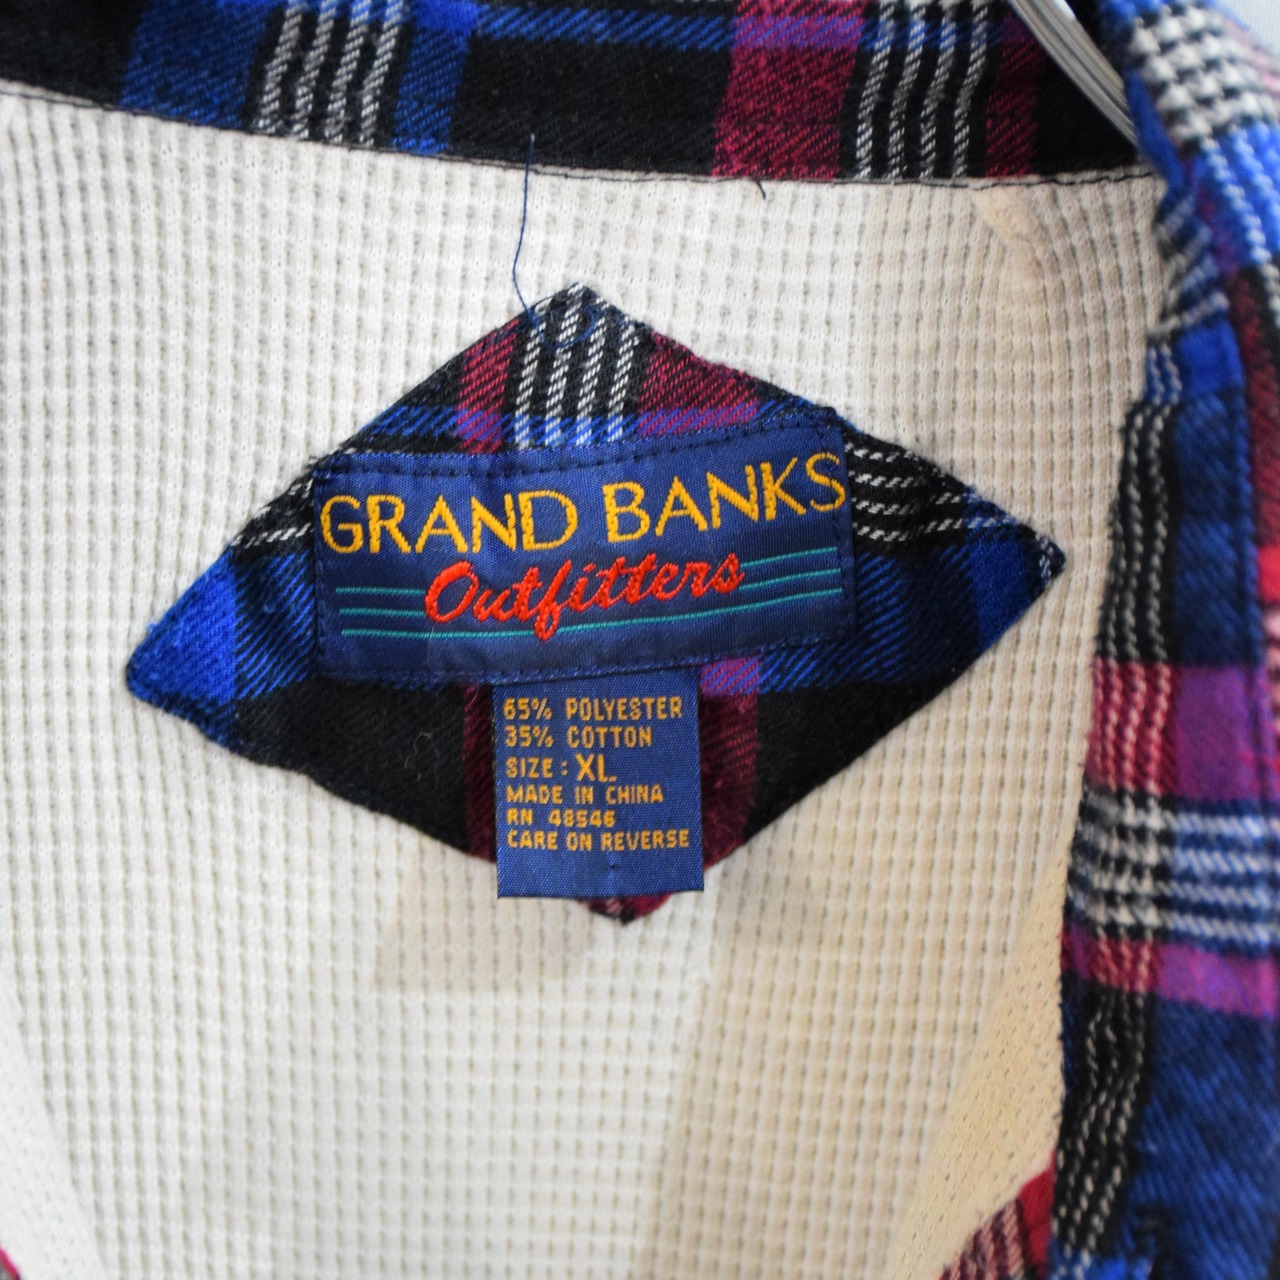 GRAND BANKS
Outfitters
65% POLYESTER
35% COTTON
SIZE: XL
MADE IN CHINA
RN 48546
CARE ON REVERSE